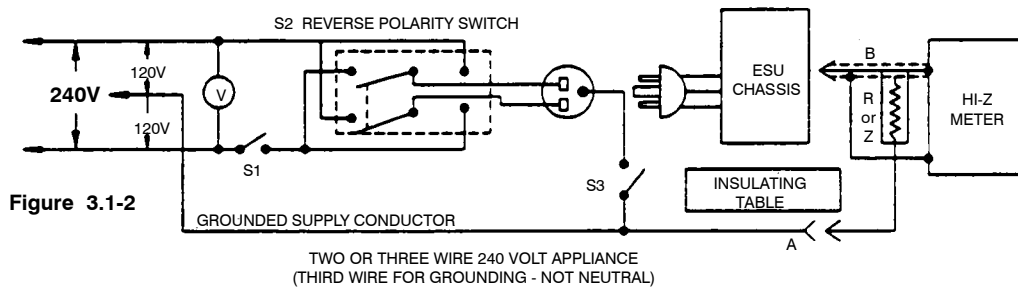 S2 REVERSE POLARITY SWITCH
240V
120V
120V
V
S1
ESU
CHASSIS
B
R
or
Z
HI-Z
METER
S3
INSULATING
TABLE
Figure 3.1-2
GROUNDED SUPPLY CONDUCTOR
A
TWO OR THREE WIRE 240 VOLT APPLIANCE
(THIRD WIRE FOR GROUNDING - NOT NEUTRAL)